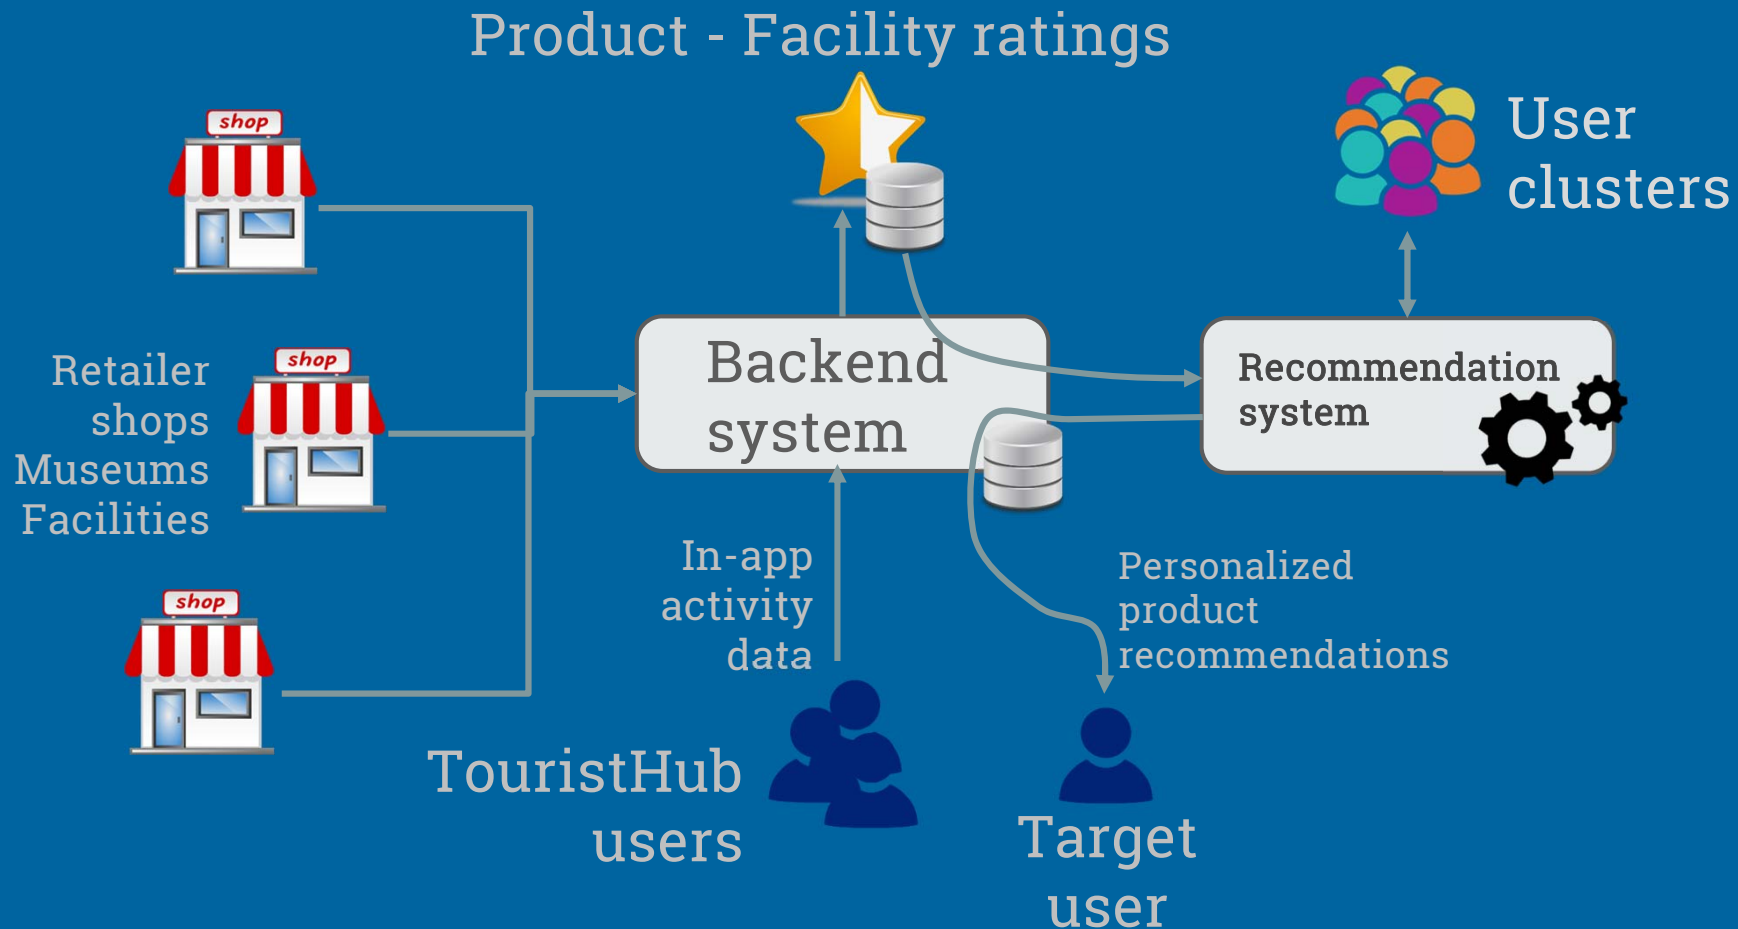 Product - Facility ratings
shop
User
clusters
Retailer
shops
Museums
Facilities
shop
Backend
system
Recommendation
system
In-app
activity
data
Personalized
product
recommendations
shop
TouristHub
users
Target
user